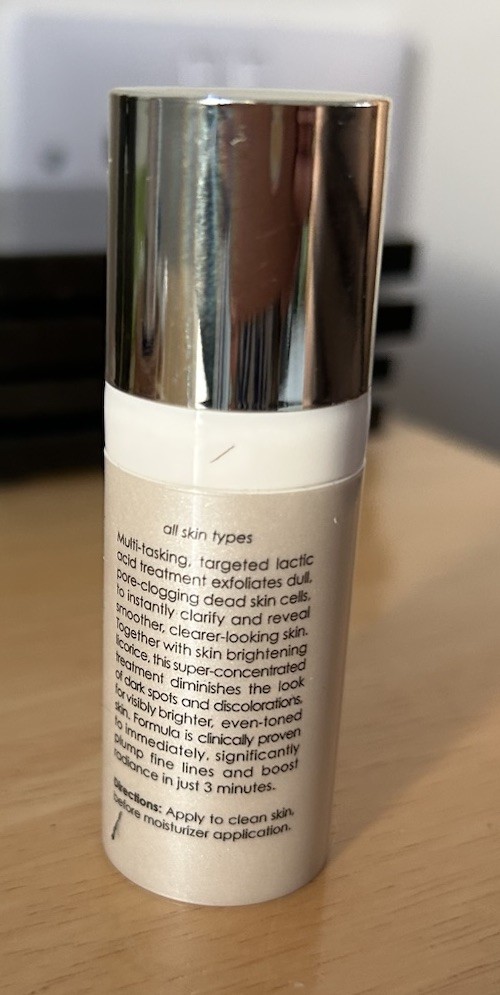 all skin types
Multi-tasking, targeted lactic
acid treatment exfoliates dull,
pore-clogging dead skin cells,
to instantly clarify and reveal
smoother, clearer-looking skin.
Together with skin brightening
licorice, this super-concentrated
treatment diminishes the look
of dark spots and discolorations,
for visibly brighter, even-toned
skin. Formula is clinically proven
to immediately, significantly
plump fine lines and boost
radiance in just 3 minutes.
Directions: Apply to clean skin,
before moisturizer application.